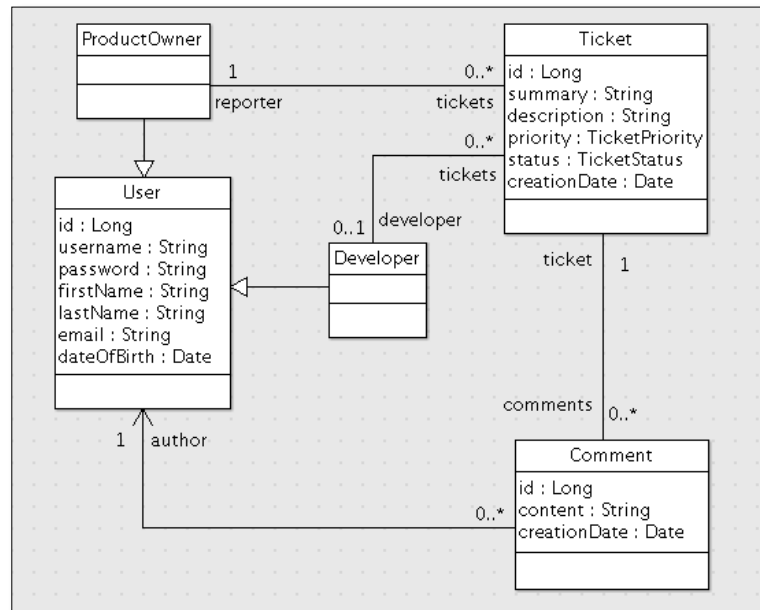 ProductOwner
Ticket
id : Long
summary : String
description : String
priority : TicketPriority
status : TicketStatus
creationDate : Date
1
0..*
reporter
tickets
0..*
tickets
User
id : Long
username : String
password : String
firstName : String
lastName : String
email : String
dateOfBirth : Date
0..1
developer
Developer
ticket
1
comments
0..*
1
author
0..*
Comment
id : Long
content : String
creationDate : Date